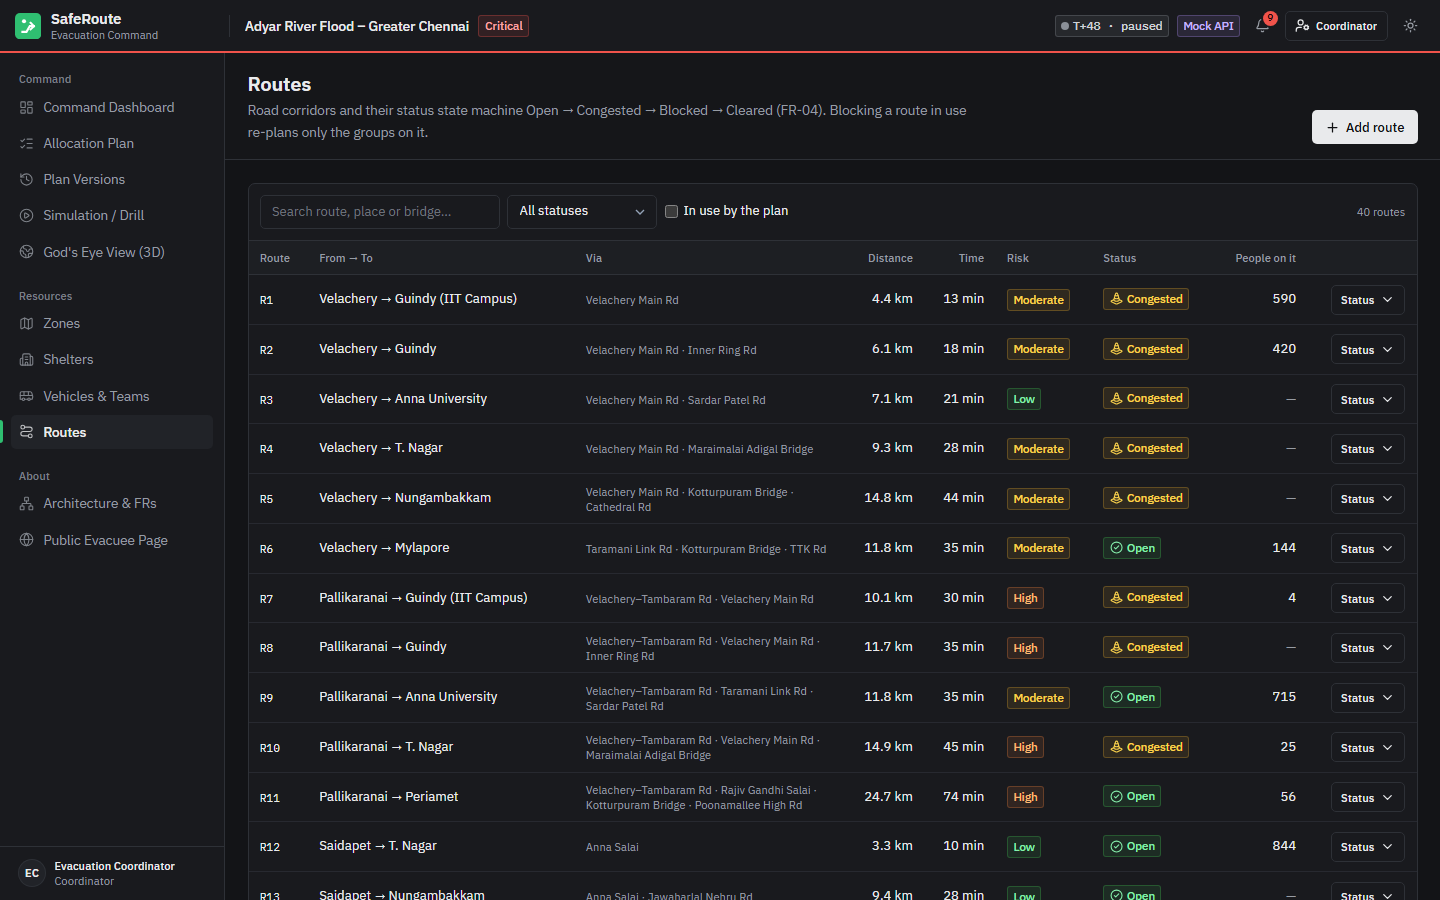 SafeRoute
Evacuation Command
Adyar River Flood – Greater Chennai
Critical
T+48 · paused
Mock API
9
Coordinator
Command
Command Dashboard
Allocation Plan
Plan Versions
Simulation / Drill
God's Eye View (3D)
Resources
Zones
Shelters
Vehicles & Teams
Routes
About
Architecture & FRs
Public Evacuee Page
EC
Evacuation Coordinator
Coordinator
Routes
Road corridors and their status state machine Open → Congested → Blocked → Cleared (FR-04). Blocking a route in use
re-plans only the groups on it.
Add route
Search route, place or bridge...
All statuses
In use by the plan
40 routes
Route From → To Via Distance Time Risk Status People on it
R1 Velachery → Guindy (IIT Campus) Velachery Main Rd 4.4 km 13 min Moderate Congested 590 Status
R2 Velachery → Guindy Velachery Main Rd · Inner Ring Rd 6.1 km 18 min Moderate Congested 420 Status
R3 Velachery → Anna University Velachery Main Rd · Sardar Patel Rd 7.1 km 21 min Low Congested — Status
R4 Velachery → T. Nagar Velachery Main Rd · Maraimalai Adigal Bridge 9.3 km 28 min Moderate Congested — Status
R5 Velachery → Nungambakkam Velachery Main Rd · Kotturpuram Bridge · 14.8 km 44 min Moderate Congested — Status
Cathedral Rd
R6 Velachery → Mylapore Taramani Link Rd · Kotturpuram Bridge · TTK Rd 11.8 km 35 min Moderate Open 144 Status
R7 Pallikaranai → Guindy (IIT Campus) Velachery–Tambaram Rd · Velachery Main Rd 10.1 km 30 min High Congested 4 Status
R8 Pallikaranai → Guindy Velachery–Tambaram Rd · Velachery Main Rd · 11.7 km 35 min High Congested — Status
Inner Ring Rd
R9 Pallikaranai → Anna University Velachery–Tambaram Rd · Taramani Link Rd · 11.8 km 35 min Moderate Open 715 Status
Sardar Patel Rd
R10 Pallikaranai → T. Nagar Velachery–Tambaram Rd · Velachery Main Rd · 14.9 km 45 min High Congested 25 Status
Maraimalai Adigal Bridge
R11 Pallikaranai → Periamet Velachery–Tambaram Rd · Rajiv Gandhi Salai · 24.7 km 74 min High Open 56 Status
Kotturpuram Bridge · Poonamallee High Rd
R12 Saidapet → T. Nagar Anna Salai 3.3 km 10 min Low Open 844 Status
R13 Saidapet → Nungambakkam Anna Salai · Jawaharlal Nehru Rd 9.4 km 28 min Low Open — Status